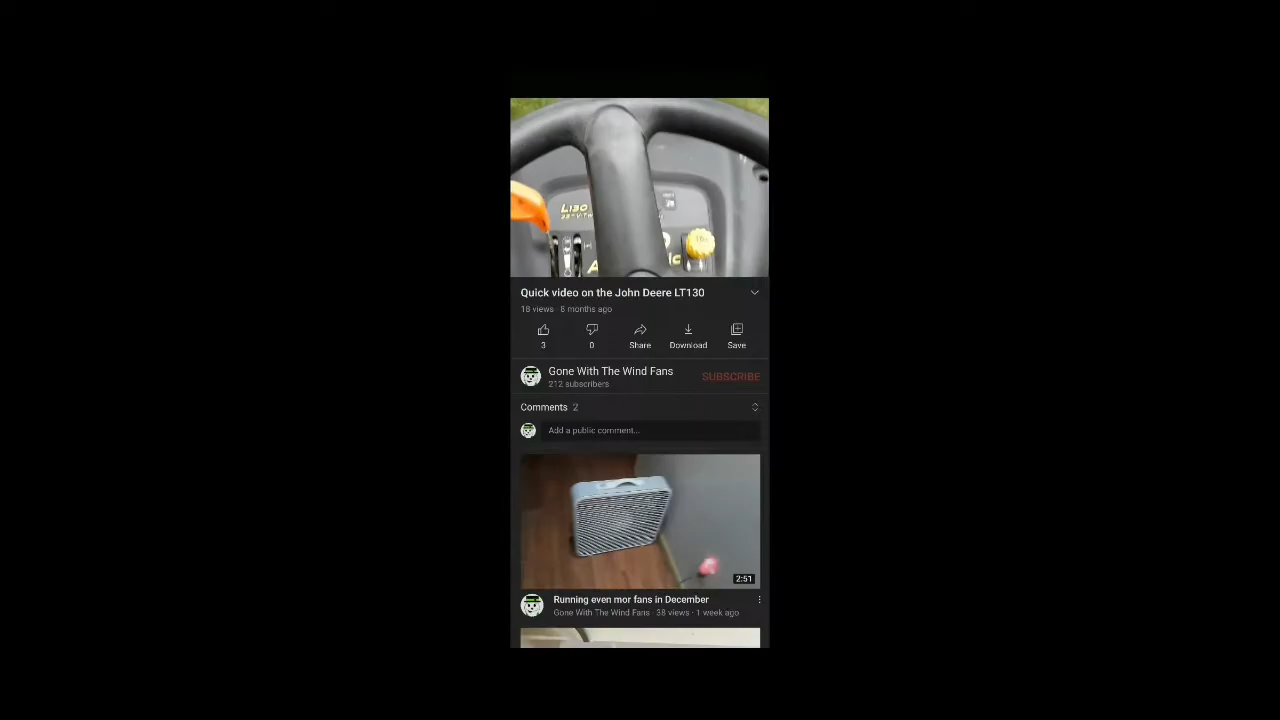 L130
Quick video on the John Deere LT130
18 views · 8 months ago
3
0
Share
Download
Save
Gone With The Wind Fans
212 subscribers
SUBSCRIBE
Comments 2
Add a public comment...
2:51
Running even mor fans in December
Gone With The Wind Fans · 38 views · 1 week ago